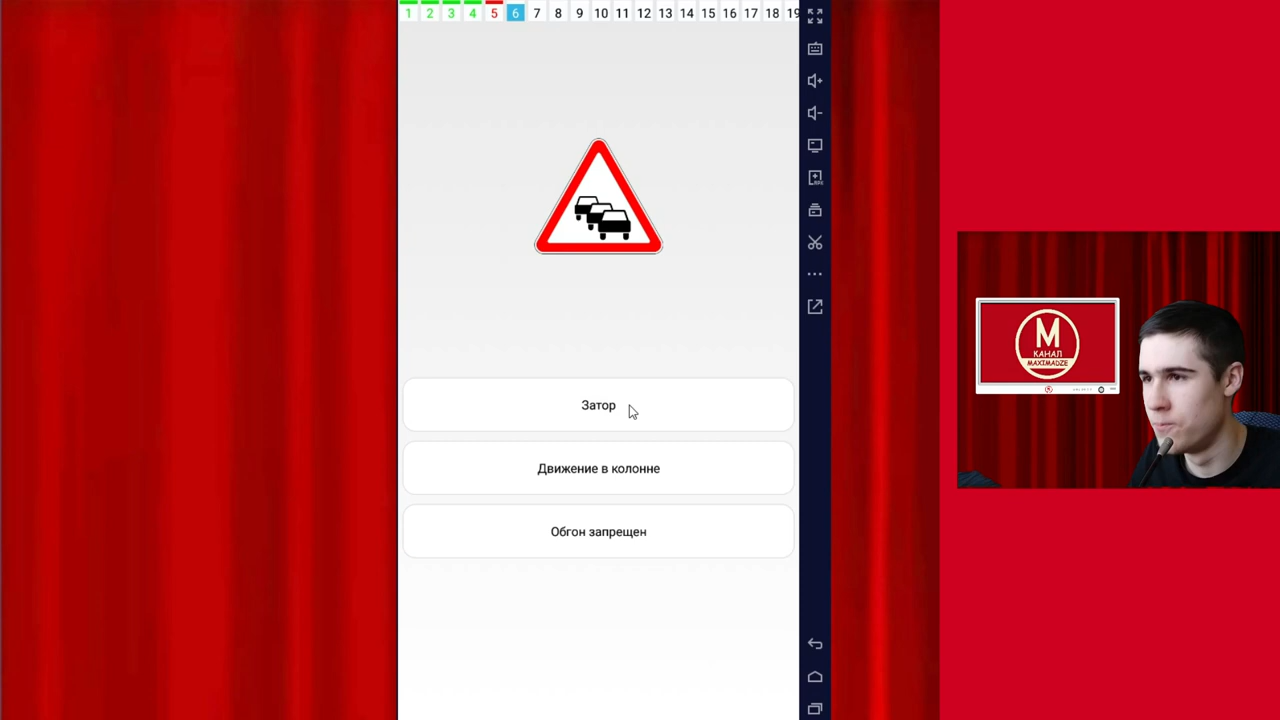 1 2 3 4 5 6 7 8 9 10 11 12 13 14 15 16 17 18 19
Затор
Движение в колонне
Обгон запрещен
M
КАНАЛ
MAXIMADZE